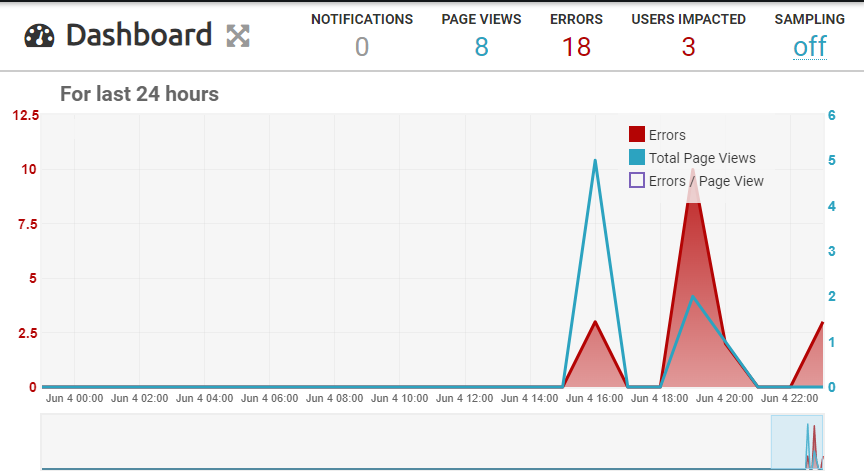 Dashboard
NOTIFICATIONS PAGE VIEWS ERRORS USERS IMPACTED SAMPLING
0 8 18 3 off
For last 24 hours
12.5 6
Errors
Total Page Views 5
10 Errors / Page View
4
7.5
3
5
2
2.5
1
0 0
Jun 4 00:00 Jun 4 02:00 Jun 4 04:00 Jun 4 06:00 Jun 4 08:00 Jun 4 10:00 Jun 4 12:00 Jun 4 14:00 Jun 4 16:00 Jun 4 18:00 Jun 4 20:00 Jun 4 22:00